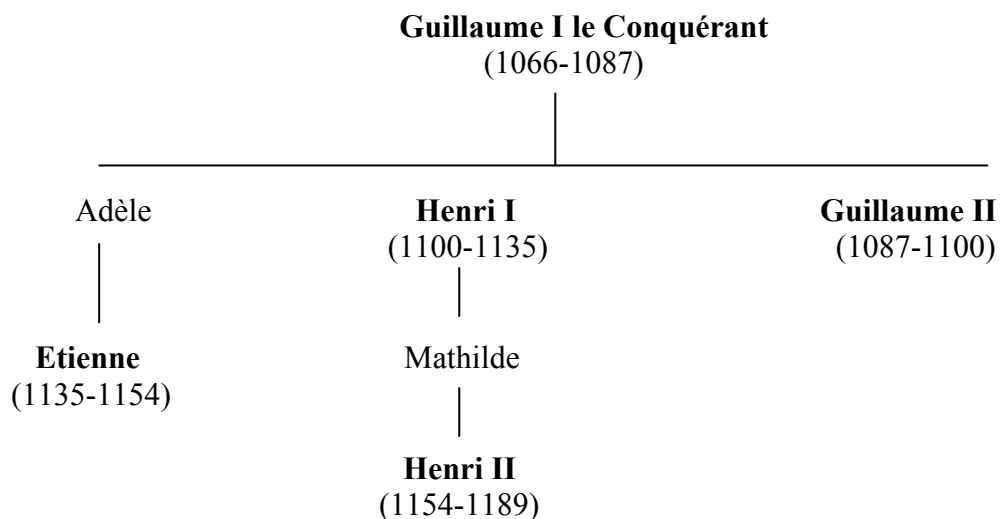 Guillaume I le Conquérant
(1066-1087)
Adèle
Henri I
Guillaume II
(1100-1135)
(1087-1100)
Etienne
Mathilde
(1135-1154)
Henri II
(1154-1189)